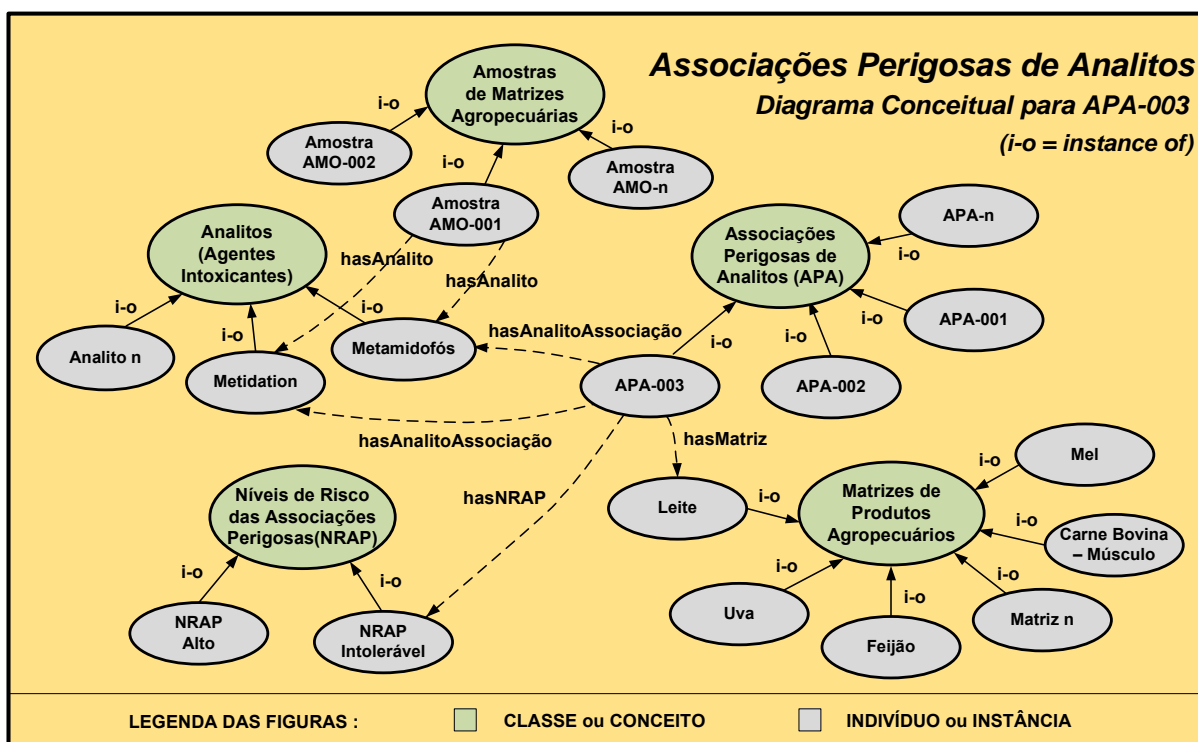 Associações Perigosas de Analitos
Diagrama Conceitual para APA-003
(i-o = instance of)
Amostras
de Matrizes
Agropecuárias
i-o
Amostra
AMO-002
i-o
i-o
Amostra
AMO-n
Amostra
AMO-001
Analitos
(Agentes
Intoxicantes)
hasAnalito
hasAnalito
Associações
Perigosas de
Analitos (APA)
APA-n
i-o
i-o
i-o
i-o
Analito n
Metidation
Metamidofós
hasAnalitoAssociação
i-o
i-o
i-o
APA-001
APA-003
APA-002
hasAnalitoAssociação
hasMatriz
hasNRAP
Níveis de Risco
das Associações
Perigosas(NRAP)
Leite
i-o
Matrizes de
Produtos
Agropecuários
i-o
Mel
i-o
Carne Bovina
– Músculo
i-o
i-o
NRAP
Alto
NRAP
Intolerável
i-o
i-o
i-o
Uva
Feijão
Matriz n
LEGENDA DAS FIGURAS :
CLASSE ou CONCEITO
INDIVÍDUO ou INSTÂNCIA